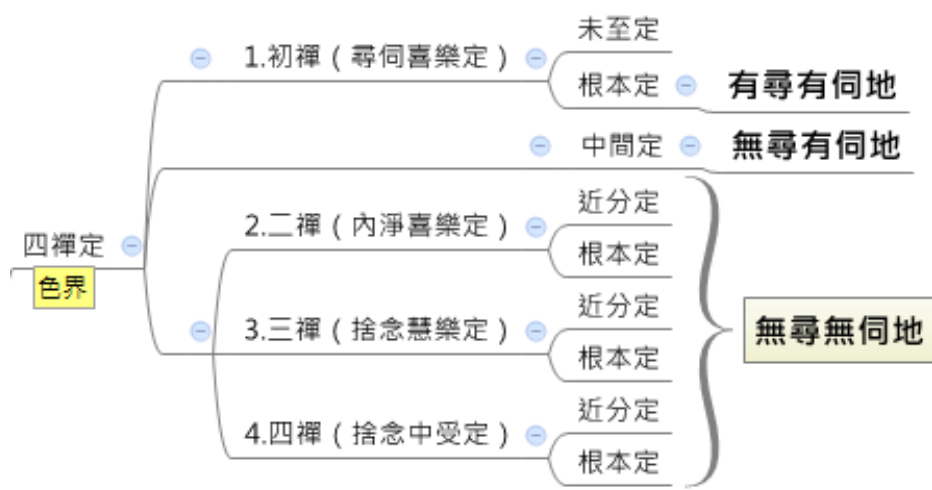 未至定
1.初禪（尋伺喜樂定）
根本定
有尋有伺地
中間定
無尋有伺地
近分定
2.二禪（內淨喜樂定）
根本定
四禪定
色界
近分定
3.三禪（捨念慧樂定）
根本定
無尋無伺地
近分定
4.四禪（捨念中受定）
根本定